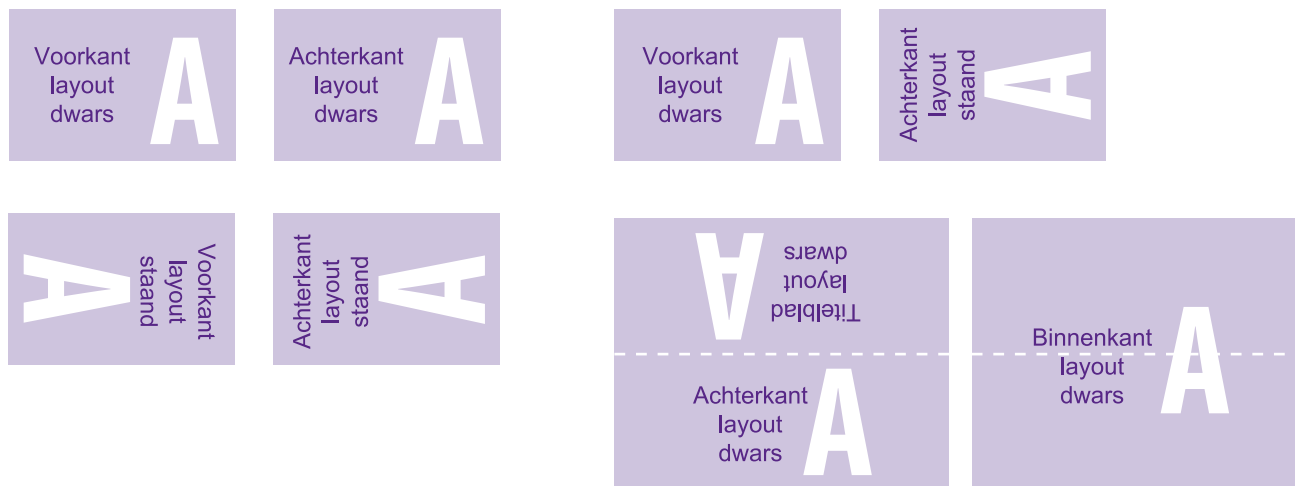 Voorkant
layout
dwars
A
Achterkant
layout
dwars
A
Voorkant
layout
dwars
A
Achterkant
layout
staand
A
Voorkant
layout
staand
A
Achterkant
layout
staand
A
Titelblad
layout
dwars
A
Achterkant
layout
dwars
A
Binnenkant
layout
dwars
A